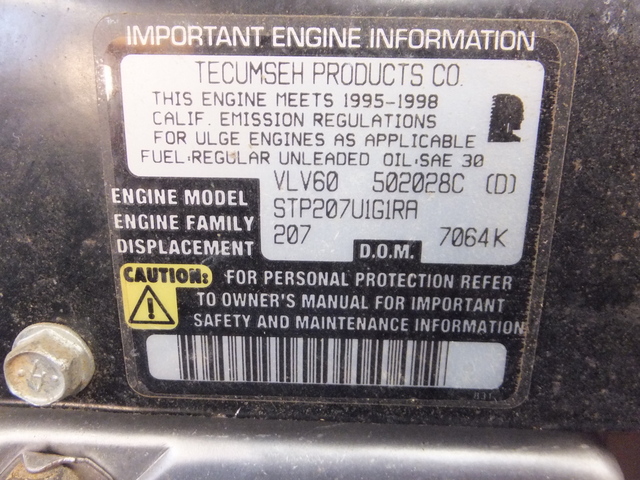 IMPORTANT ENGINE INFORMATION
TECUMSEH PRODUCTS CO.
THIS ENGINE MEETS 1995-1998
CALIF. EMISSION REGULATIONS
FOR ULGE ENGINES AS APPLICABLE
FUEL:REGULAR UNLEADED OIL:SAE 30
ENGINE MODEL VLV60 502028C (D)
ENGINE FAMILY STP207U1G1RA
DISPLACEMENT 207 D.O.M. 7064K
CAUTION: FOR PERSONAL PROTECTION REFER
TO OWNER'S MANUAL FOR IMPORTANT
SAFETY AND MAINTENANCE INFORMATION